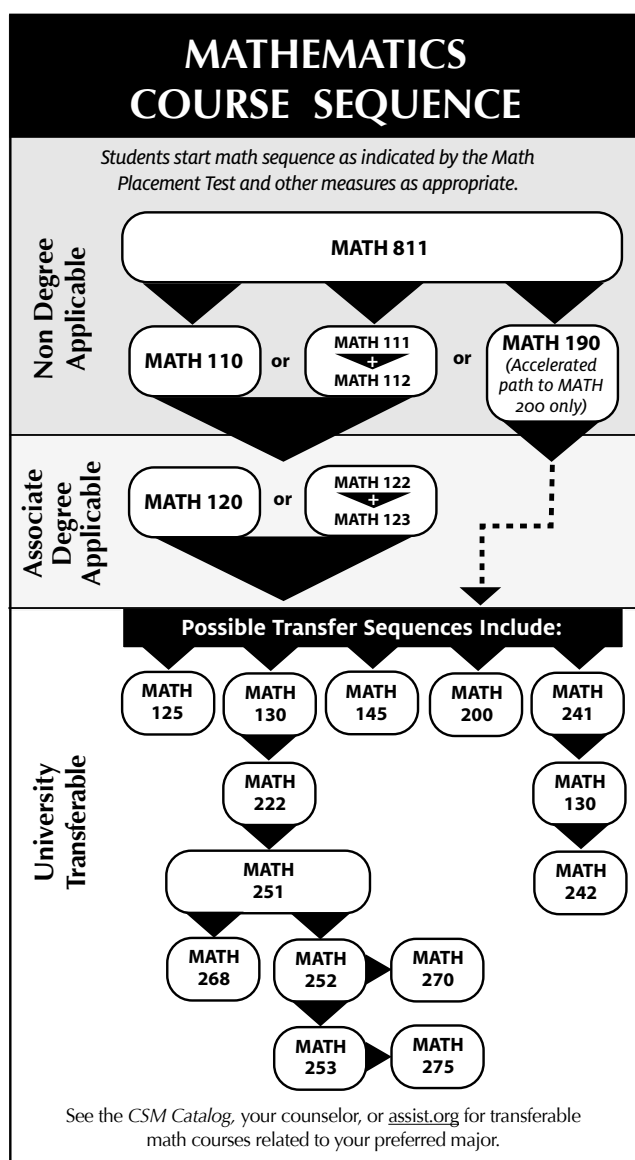 MATHEMATICS
COURSE SEQUENCE
Students start math sequence as indicated by the Math
Placement Test and other measures as appropriate.
Non Degree
Applicable
MATH 811
MATH 110
or
MATH 111
+
MATH 112
or
MATH 190
(Accelerated
path to MATH
200 only)
Associate
Degree
Applicable
MATH 120
or
MATH 122
+
MATH 123
University
Transferable
Possible Transfer Sequences Include:
MATH
125
MATH
130
MATH
145
MATH
200
MATH
241
MATH
222
MATH
130
MATH
251
MATH
242
MATH
268
MATH
252
MATH
270
MATH
253
MATH
275
See the CSM Catalog, your counselor, or assist.org for transferable
math courses related to your preferred major.